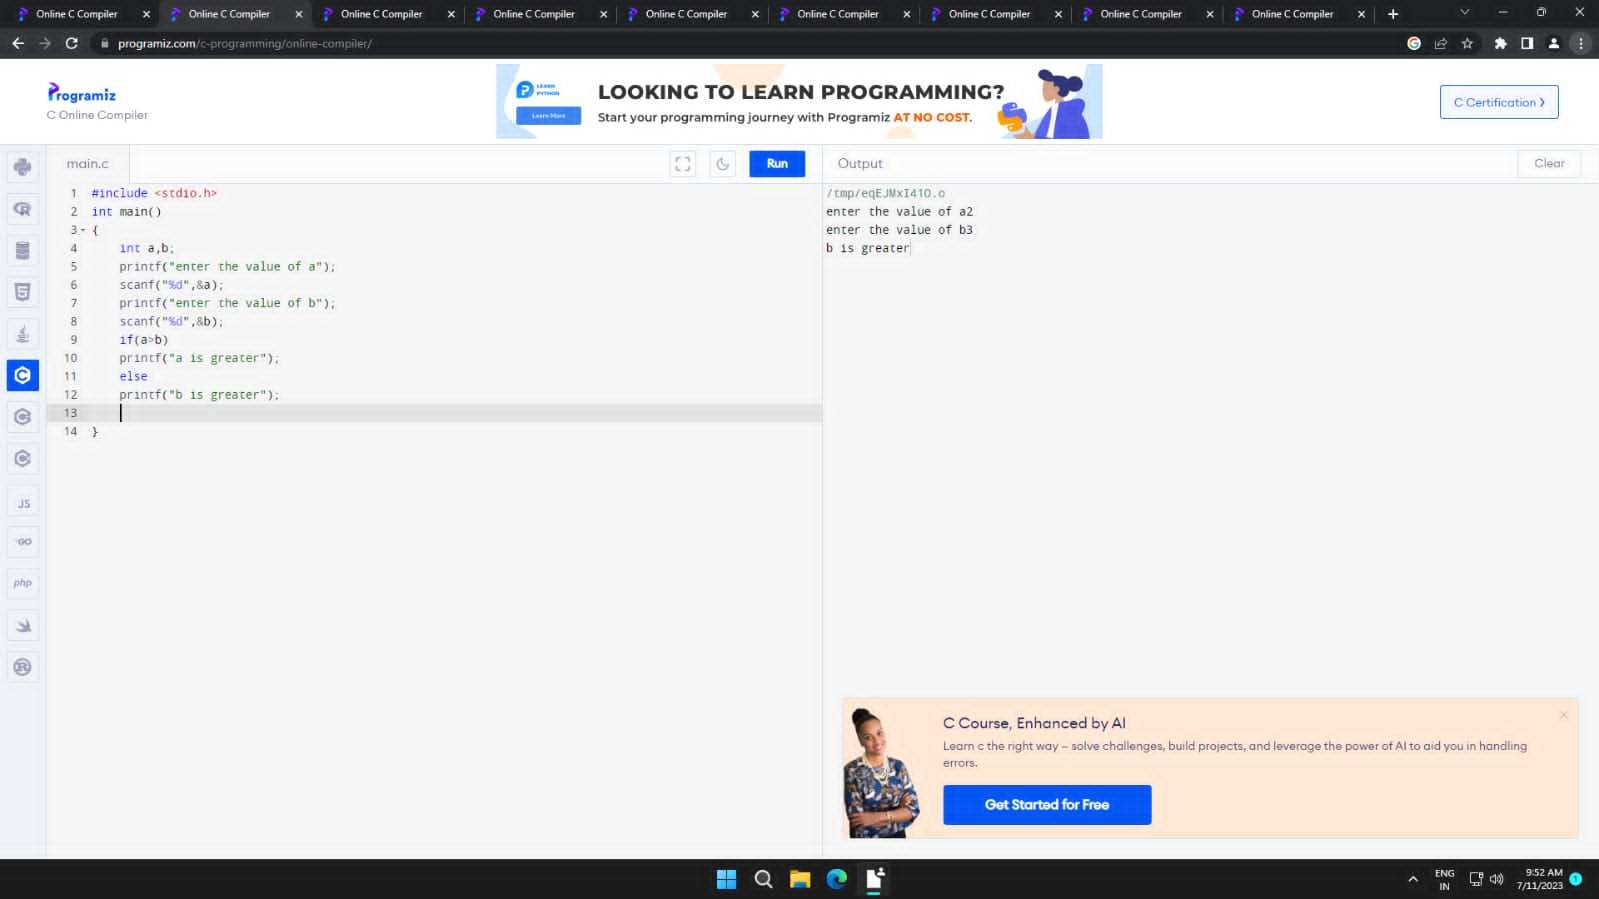 Online C Compiler
Online C Compiler
Online C Compiler
Online C Compiler
Online C Compiler
Online C Compiler
Online C Compiler
Online C Compiler
Online C Compiler
programiz.com/c-programming/online-compiler/
Programiz
C Online Compiler
LEARN
PYTHON
Learn More
LOOKING TO LEARN PROGRAMMING?
Start your programming journey with Programiz AT NO COST.
C Certification
main.c
Run
Output
Clear
1 #include <stdio.h>
2 int main()
3 {
4 int a,b;
5 printf("enter the value of a");
6 scanf("%d",&a);
7 printf("enter the value of b");
8 scanf("%d",&b);
9 if(a>b)
10 printf("a is greater");
11 else
12 printf("b is greater");
13
14 }
/tmp/eqEJMxI41O.o
enter the value of a2
enter the value of b3
b is greater
JS
GO
php
C Course, Enhanced by AI
Learn c the right way – solve challenges, build projects, and leverage the power of AI to aid you in handling
errors.
Get Started for Free
ENG
IN
9:52 AM
7/11/2023
1